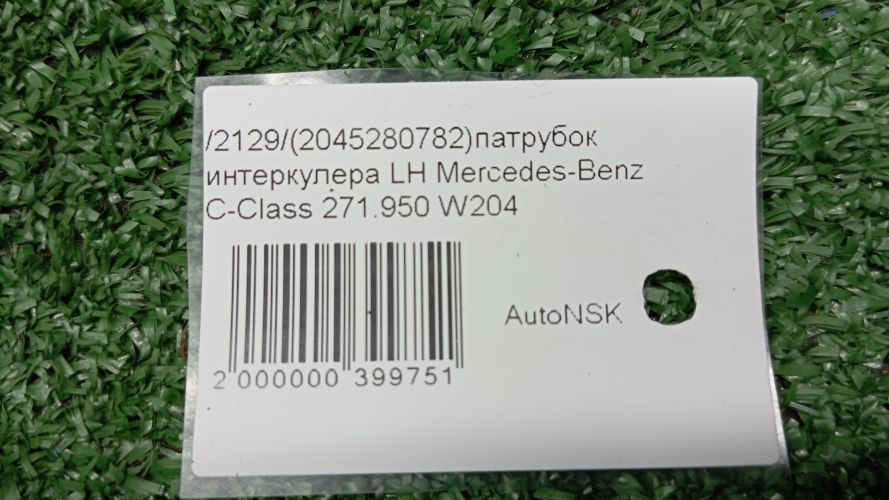 /2129/(2045280782)патрубок
интеркулера LH Mercedes-Benz
C-Class 271.950 W204
AutoNSK
2 000000 399751